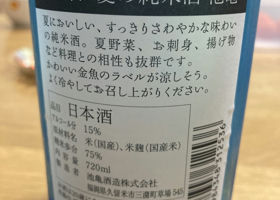 夏の純米酒
夏においしい、すっきりさわやかな味わい
の純米酒。夏野菜、お刺身、揚げ物
など料理との相性も抜群です。
かわいい金魚のラベルが涼しそう。
よく冷やしてお召し上がりください。
品目 日本酒
アルコール分 15%
原材料名 米(国産)、米麹(国産米)
精米歩合 75%
内容量 720ml
池亀酒造株式会社
福岡県久留米市三潴町草場545